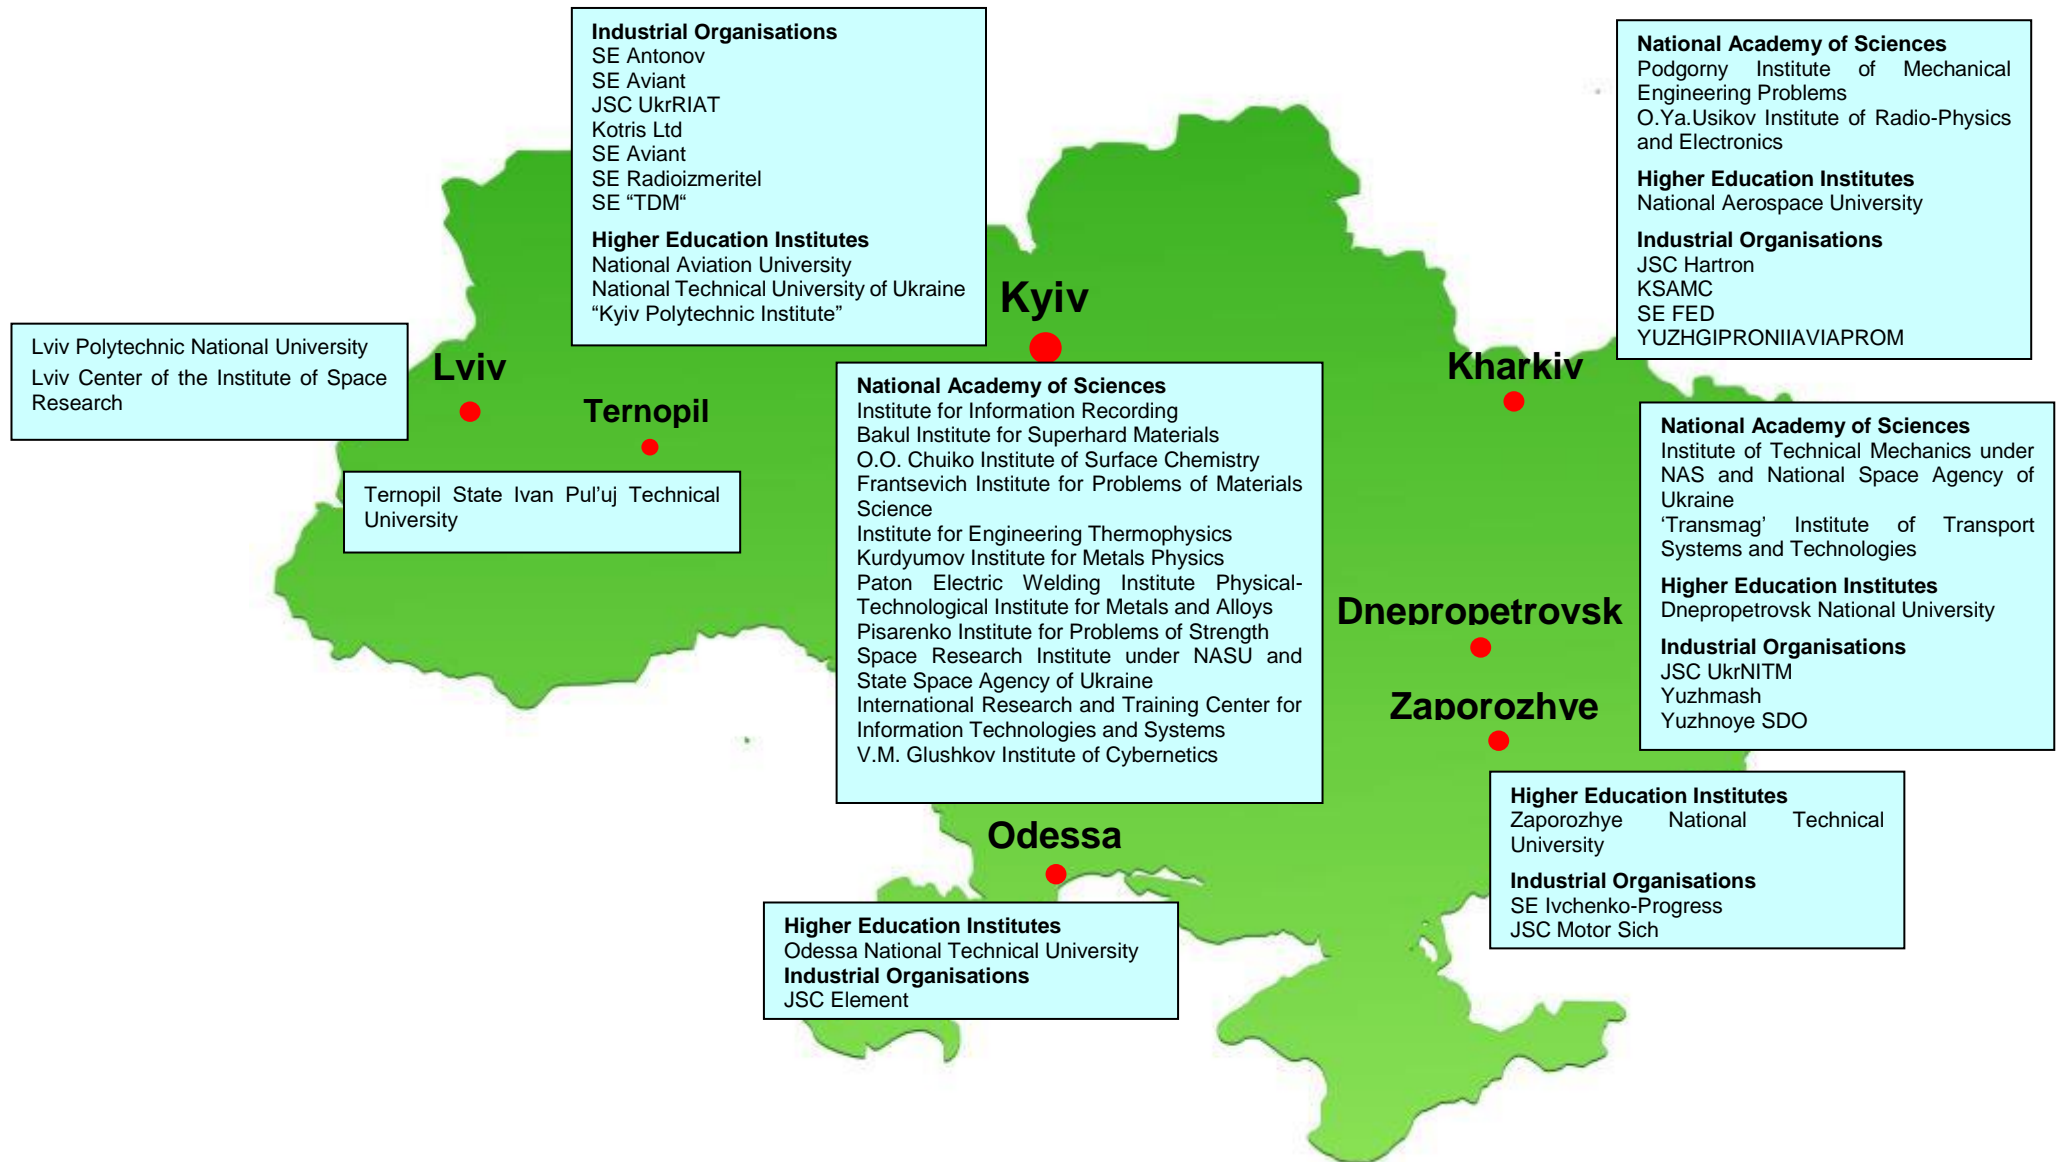 Industrial Organisations
SE Antonov
SE Aviant
JSC UkrRIAT
Kotris Ltd
SE Aviant
SE Radioizmeritel
SE “TDM“
Higher Education Institutes
National Aviation University
National Technical University of Ukraine
“Kyiv Polytechnic Institute”
National Academy of Sciences
Podgorny Institute of Mechanical
Engineering Problems
O.Ya.Usikov Institute of Radio-Physics
and Electronics
Higher Education Institutes
National Aerospace University
Industrial Organisations
JSC Hartron
KSAMC
SE FED
YUZHGIPRONIIAVIAPROM
Kyiv
Lviv Polytechnic National University
Lviv Center of the Institute of Space
Research
Lviv
Ternopil
Kharkiv
Ternopil State Ivan Pul’uj Technical
University
National Academy of Sciences
Institute for Information Recording
Bakul Institute for Superhard Materials
O.O. Chuiko Institute of Surface Chemistry
Frantsevich Institute for Problems of Materials
Science
Institute for Engineering Thermophysics
Kurdyumov Institute for Metals Physics
Paton Electric Welding Institute Physical-
Technological Institute for Metals and Alloys
Pisarenko Institute for Problems of Strength
Space Research Institute under NASU and
State Space Agency of Ukraine
International Research and Training Center for
Information Technologies and Systems
V.M. Glushkov Institute of Cybernetics
National Academy of Sciences
Institute of Technical Mechanics under
NAS and National Space Agency of
Ukraine
‘Transmag’ Institute of Transport
Systems and Technologies
Higher Education Institutes
Dnepropetrovsk National University
Industrial Organisations
JSC UkrNITM
Yuzhmash
Yuzhnoye SDO
Dnepropetrovsk
Zaporozhye
Higher Education Institutes
Zaporozhye National Technical
University
Industrial Organisations
SE Ivchenko-Progress
JSC Motor Sich
Odessa
Higher Education Institutes
Odessa National Technical University
Industrial Organisations
JSC Element